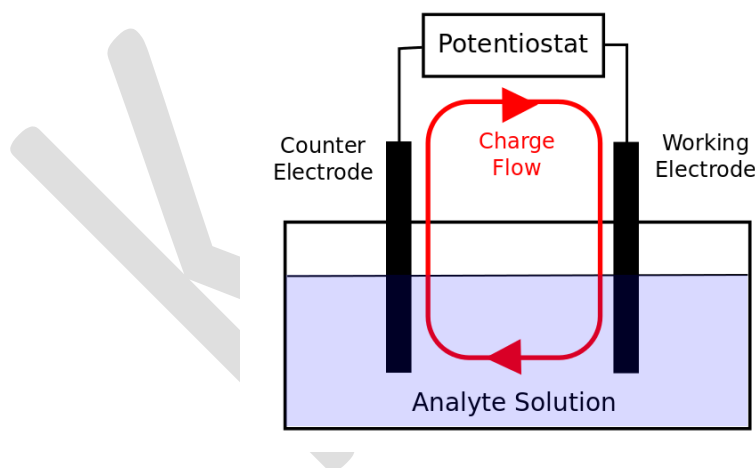 Potentiostat
Counter
Electrode
Charge
Flow
Working
Electrode
Analyte Solution